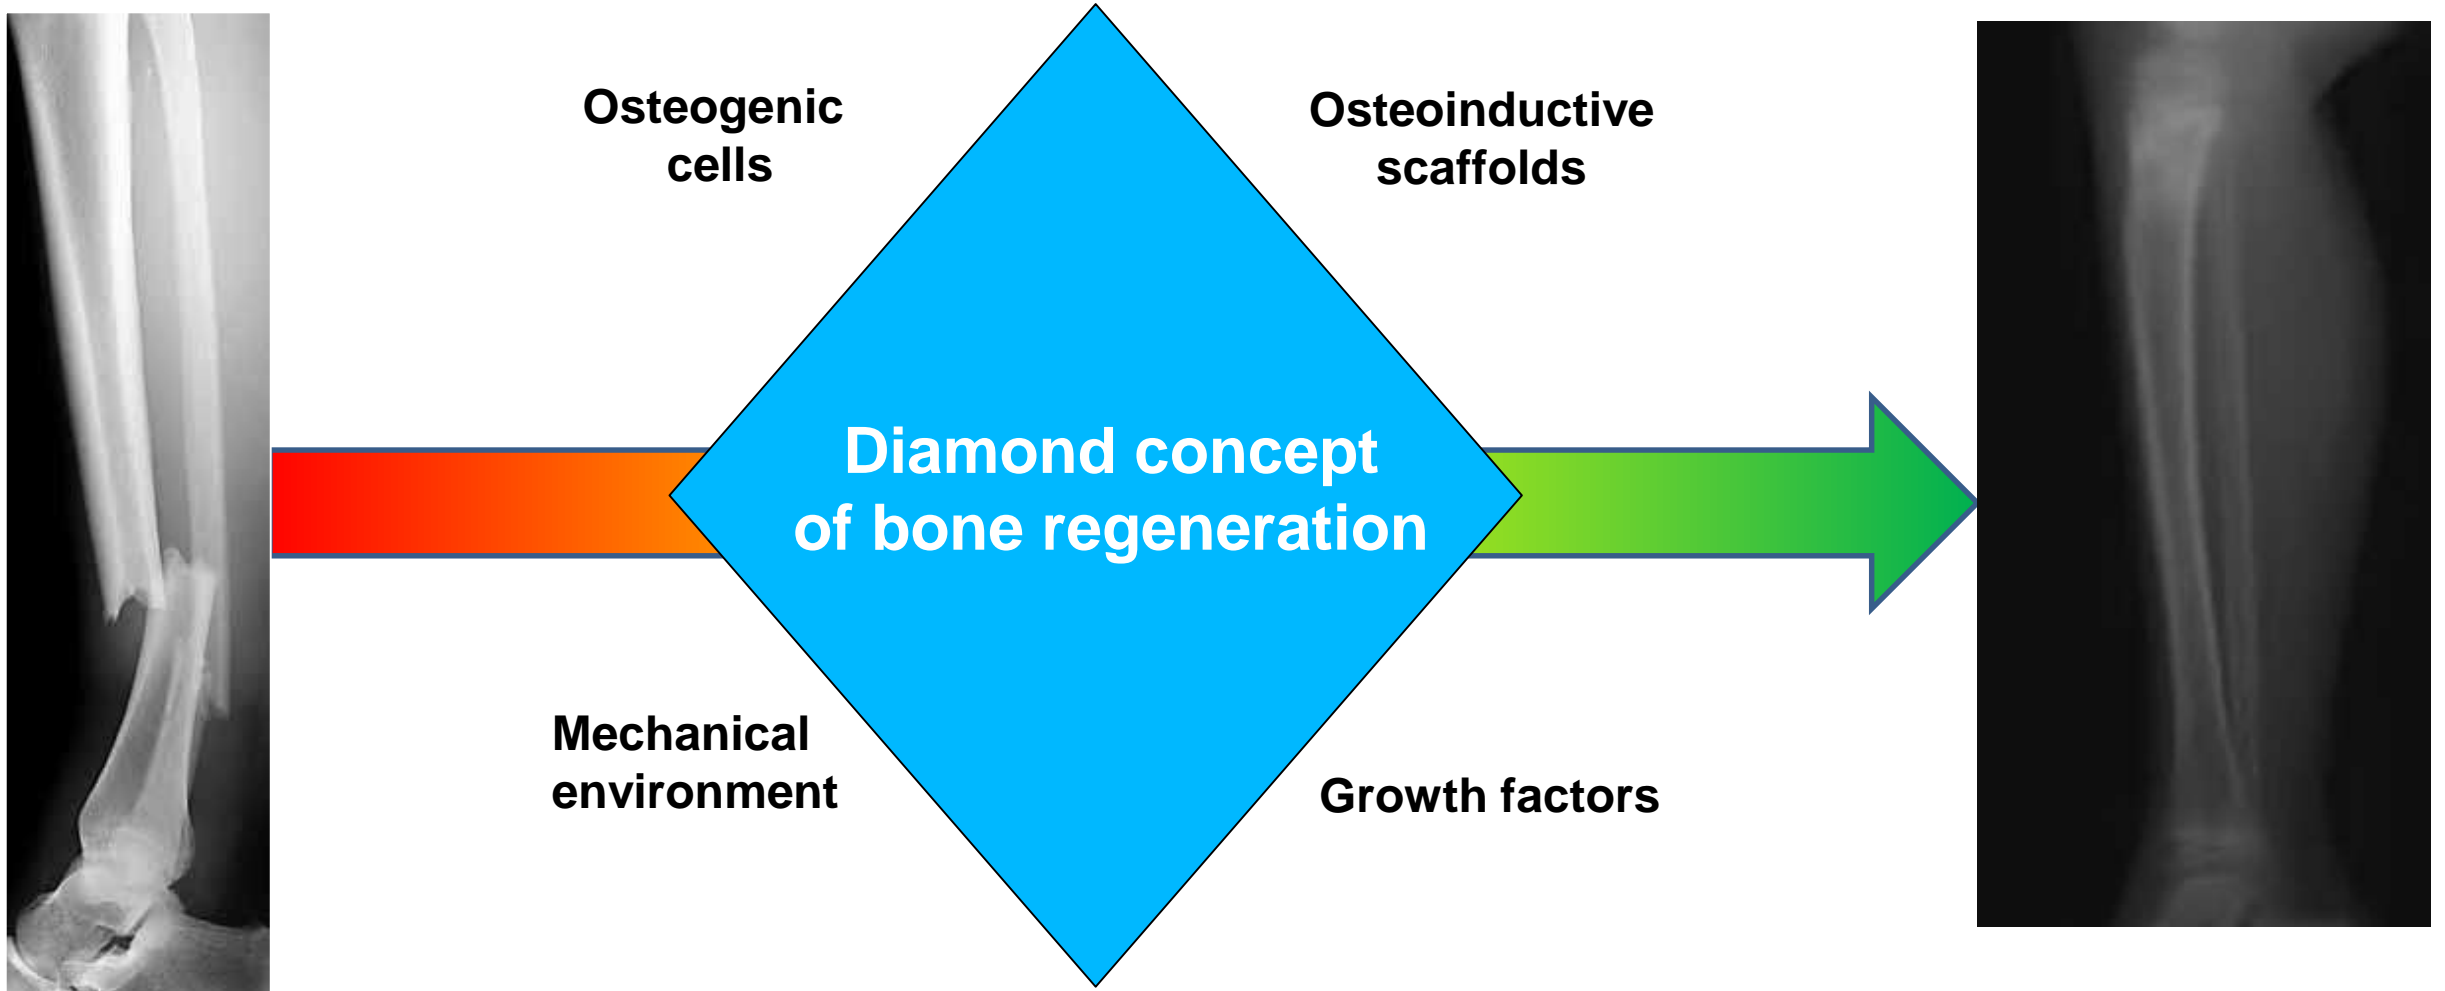 Osteogenic
cells
Osteoinductive
scaffolds
Diamond concept
of bone regeneration
Mechanical
environment
Growth factors